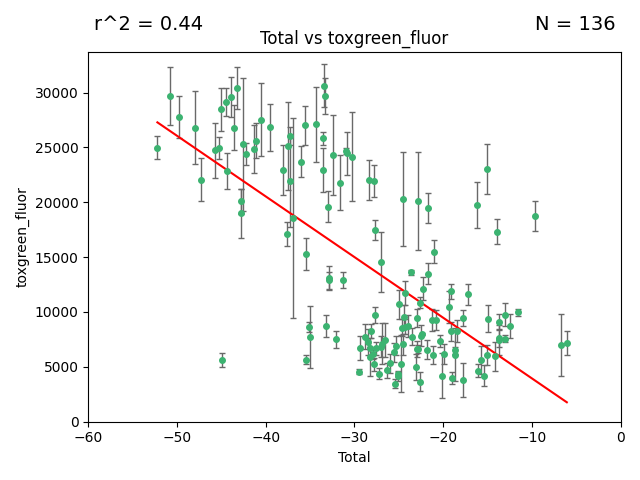 r^2 = 0.44
N = 136
Total vs toxgreen_fluor
30000
25000
20000
15000
10000
5000
0
toxgreen_fluor
−60
−50
−40
−30
−20
−10
0
Total